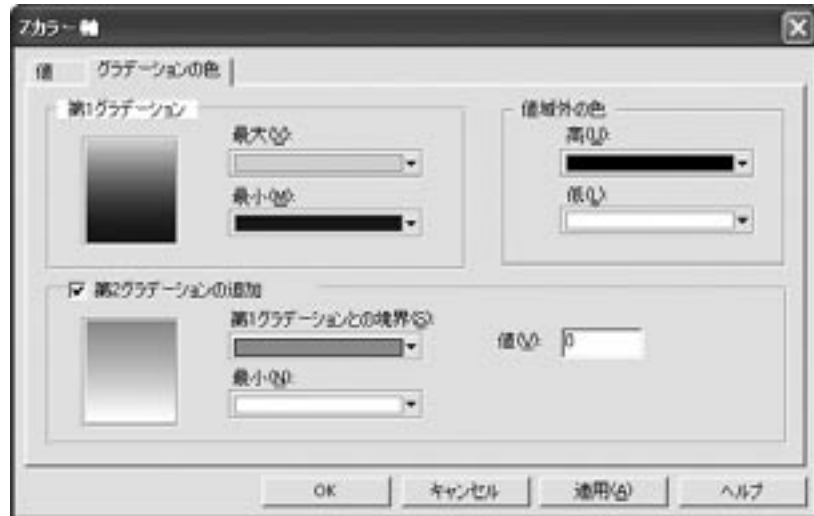 Zカラー軸
値 グラデーションの色
第1グラデーション
最大(X):
最小(M):
値域外の色
高(U):
低(L):
第2グラデーションの追加
第1グラデーションとの境界(S):
最小(N):
値(V): 0
OK キャンセル 適用(A) ヘルプ